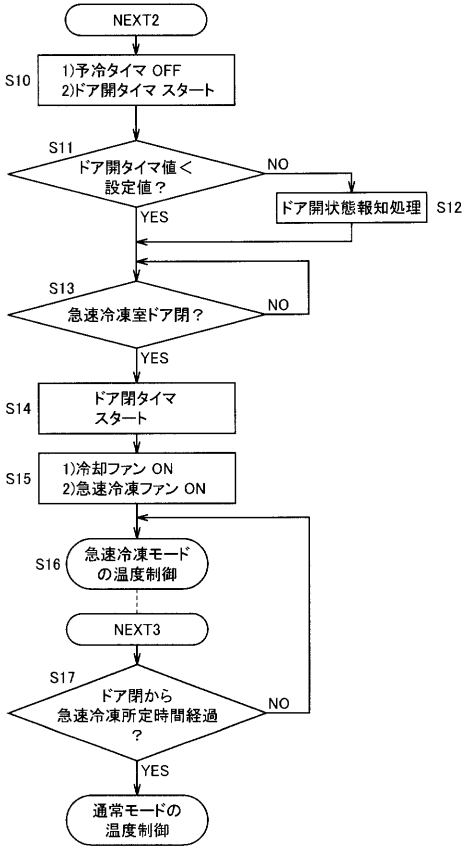 NEXT2
S10
1)予冷タイマ OFF
2)ドア開タイマ スタート
S11
ドア開タイマ値<
設定値?
NO
YES
ドア開状態報知処理
S12
S13
急速冷凍室ドア閉?
NO
YES
S14
ドア閉タイマ
スタート
S15
1)冷却ファン ON
2)急速冷凍ファン ON
S16
急速冷凍モード
の温度制御
NEXT3
S17
ドア閉から
急速冷凍所定時間経過
?
NO
YES
通常モードの
温度制御